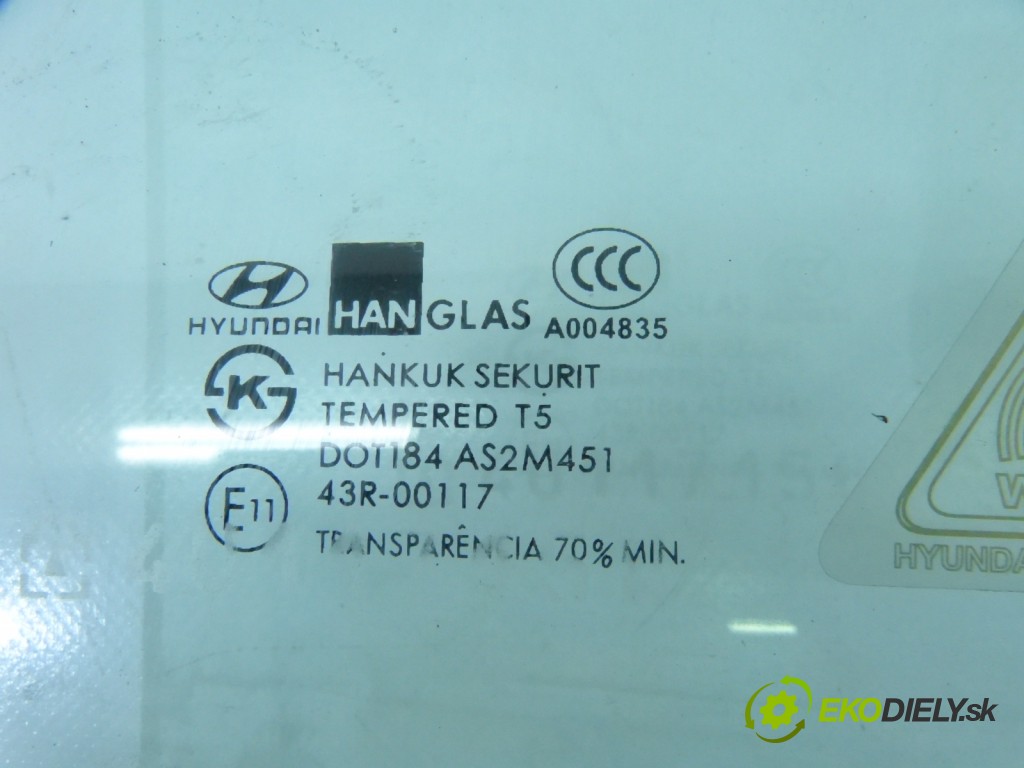 HYUNDAI HANGLAS CCC
A004835
K HANKUK SEKURIT
TEMPERED T5
DOT184 AS2M451
E11 43R-00117
TRANSPARÊNCIA 70% MIN.
HYUNDA
EKODIELY.sk